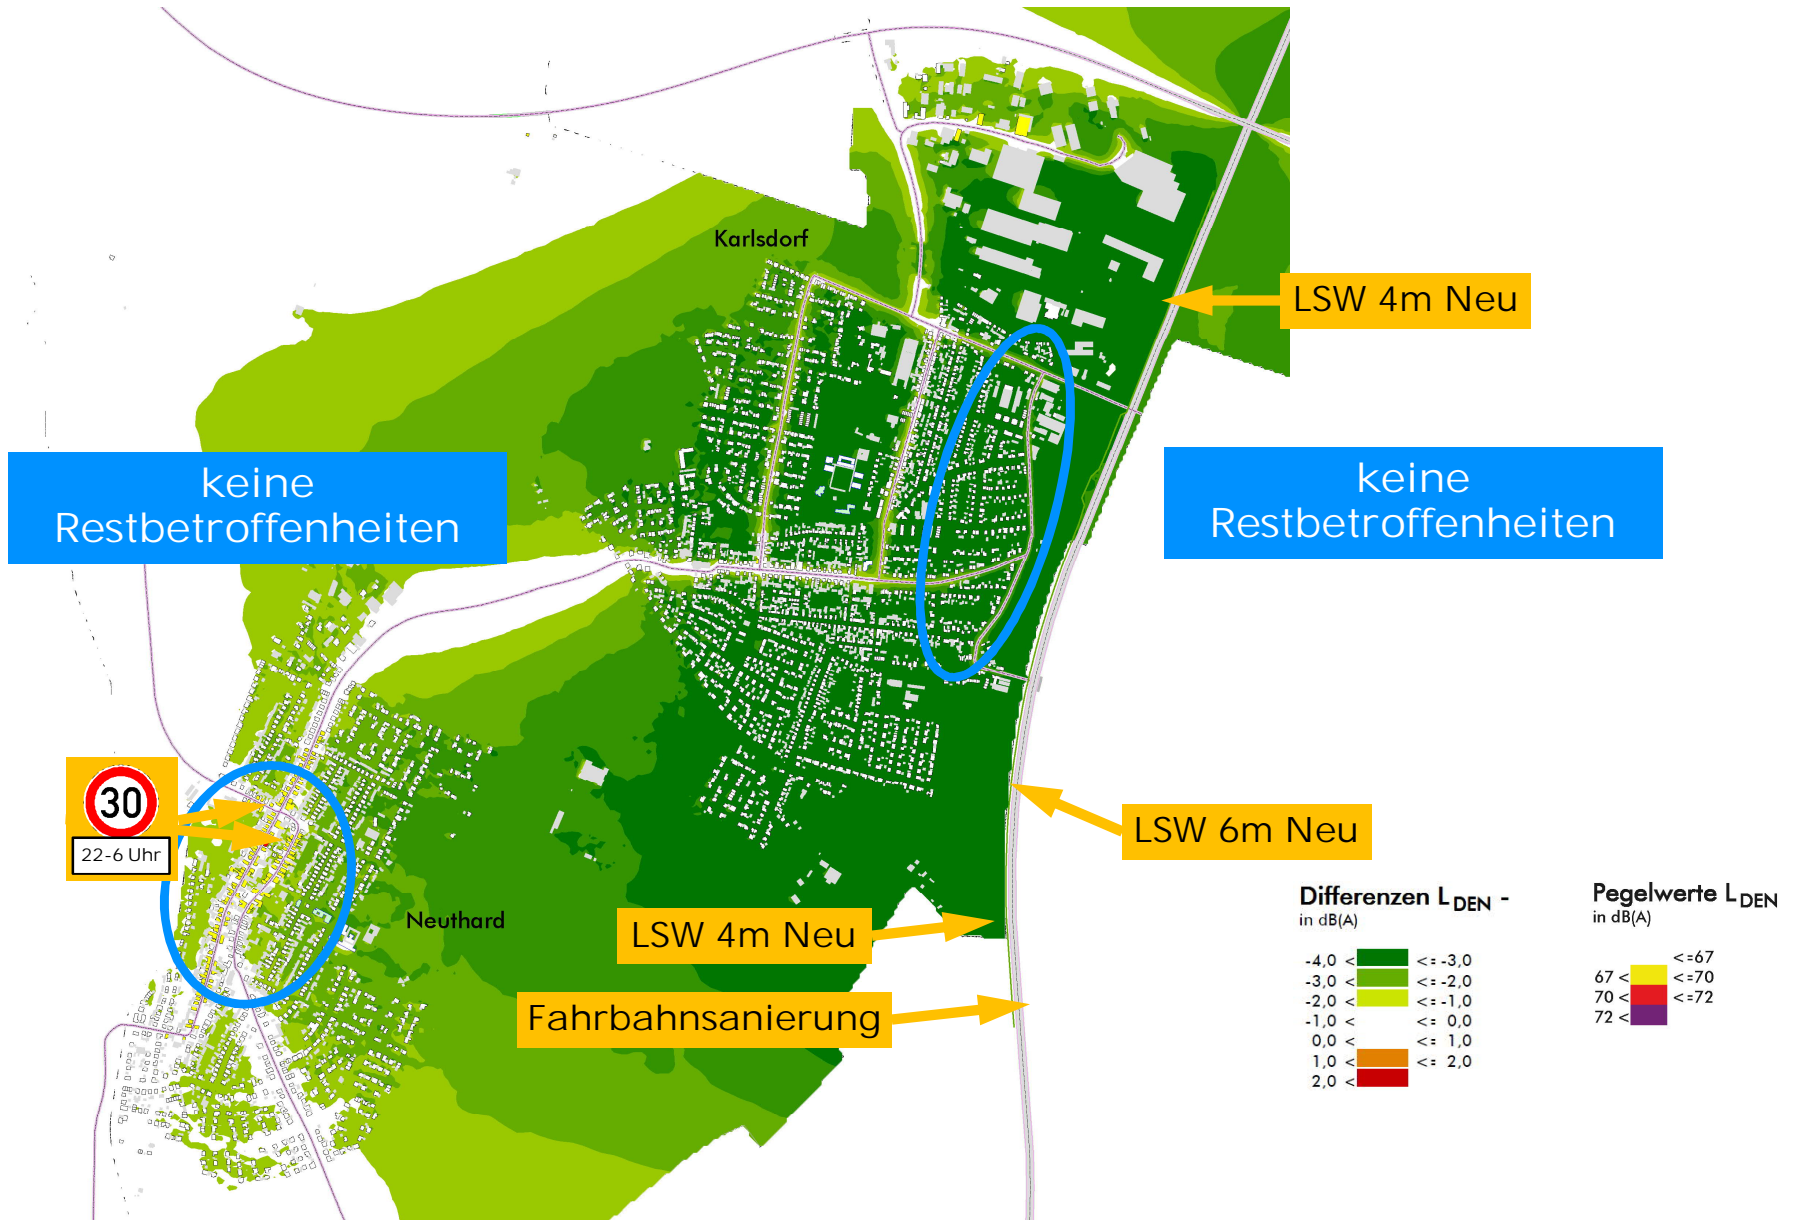 Karlsdorf
LSW 4m Neu
keine
Restbetroffenheiten
keine
Restbetroffenheiten
30
22-6 Uhr
LSW 6m Neu
Neuthard
LSW 4m Neu
Fahrbahnsanierung
Differenzen L DEN -
in dB(A)
-4,0 < <= -3,0
-3,0 < <= -2,0
-2,0 < <= -1,0
-1,0 < <= 0,0
0,0 < <= 1,0
1,0 < <= 2,0
2,0 <
Pegelwerte L DEN
in dB(A)
<=67
67 < <=70
70 < <=72
72 <